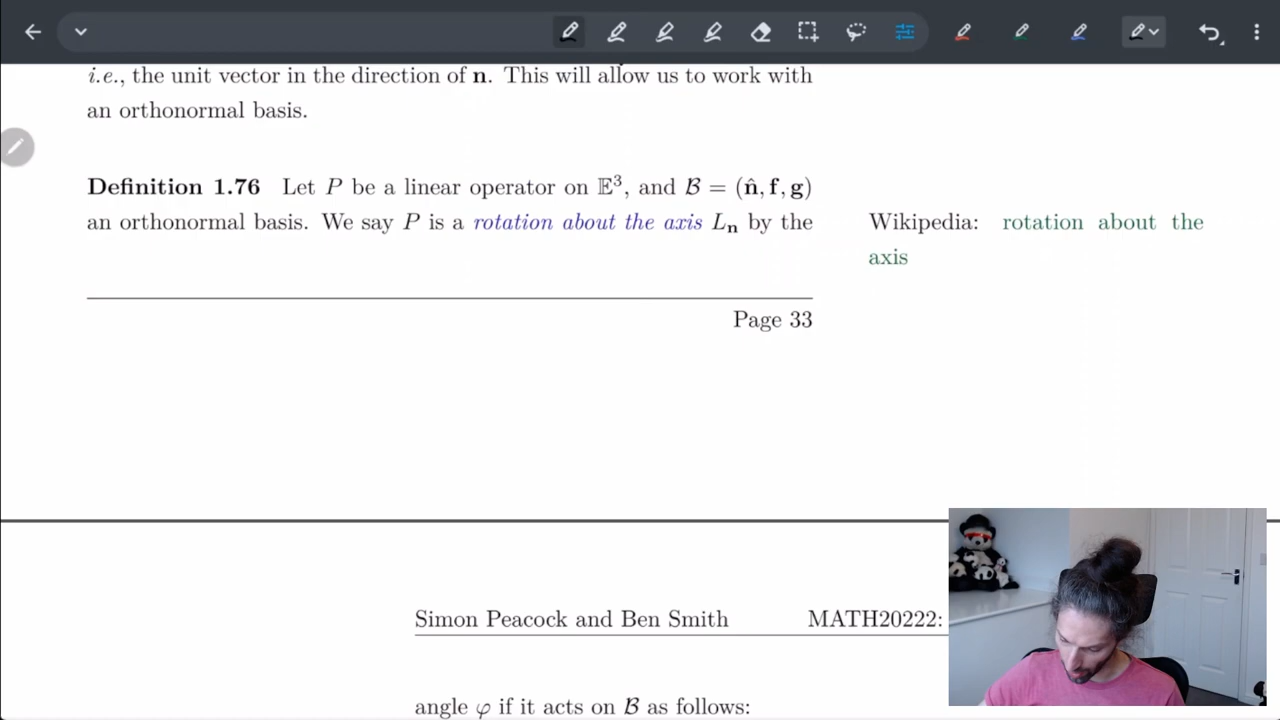 i.e., the unit vector in the direction of n. This will allow us to work with
an orthonormal basis.
Definition 1.76 Let P be a linear operator on 𝔼³, and ℬ = (n̂, f, g)
an orthonormal basis. We say P is a rotation about the axis Lₙ by the
Wikipedia: rotation about the
axis
Page 33
Simon Peacock and Ben Smith MATH20222:
angle φ if it acts on ℬ as follows: